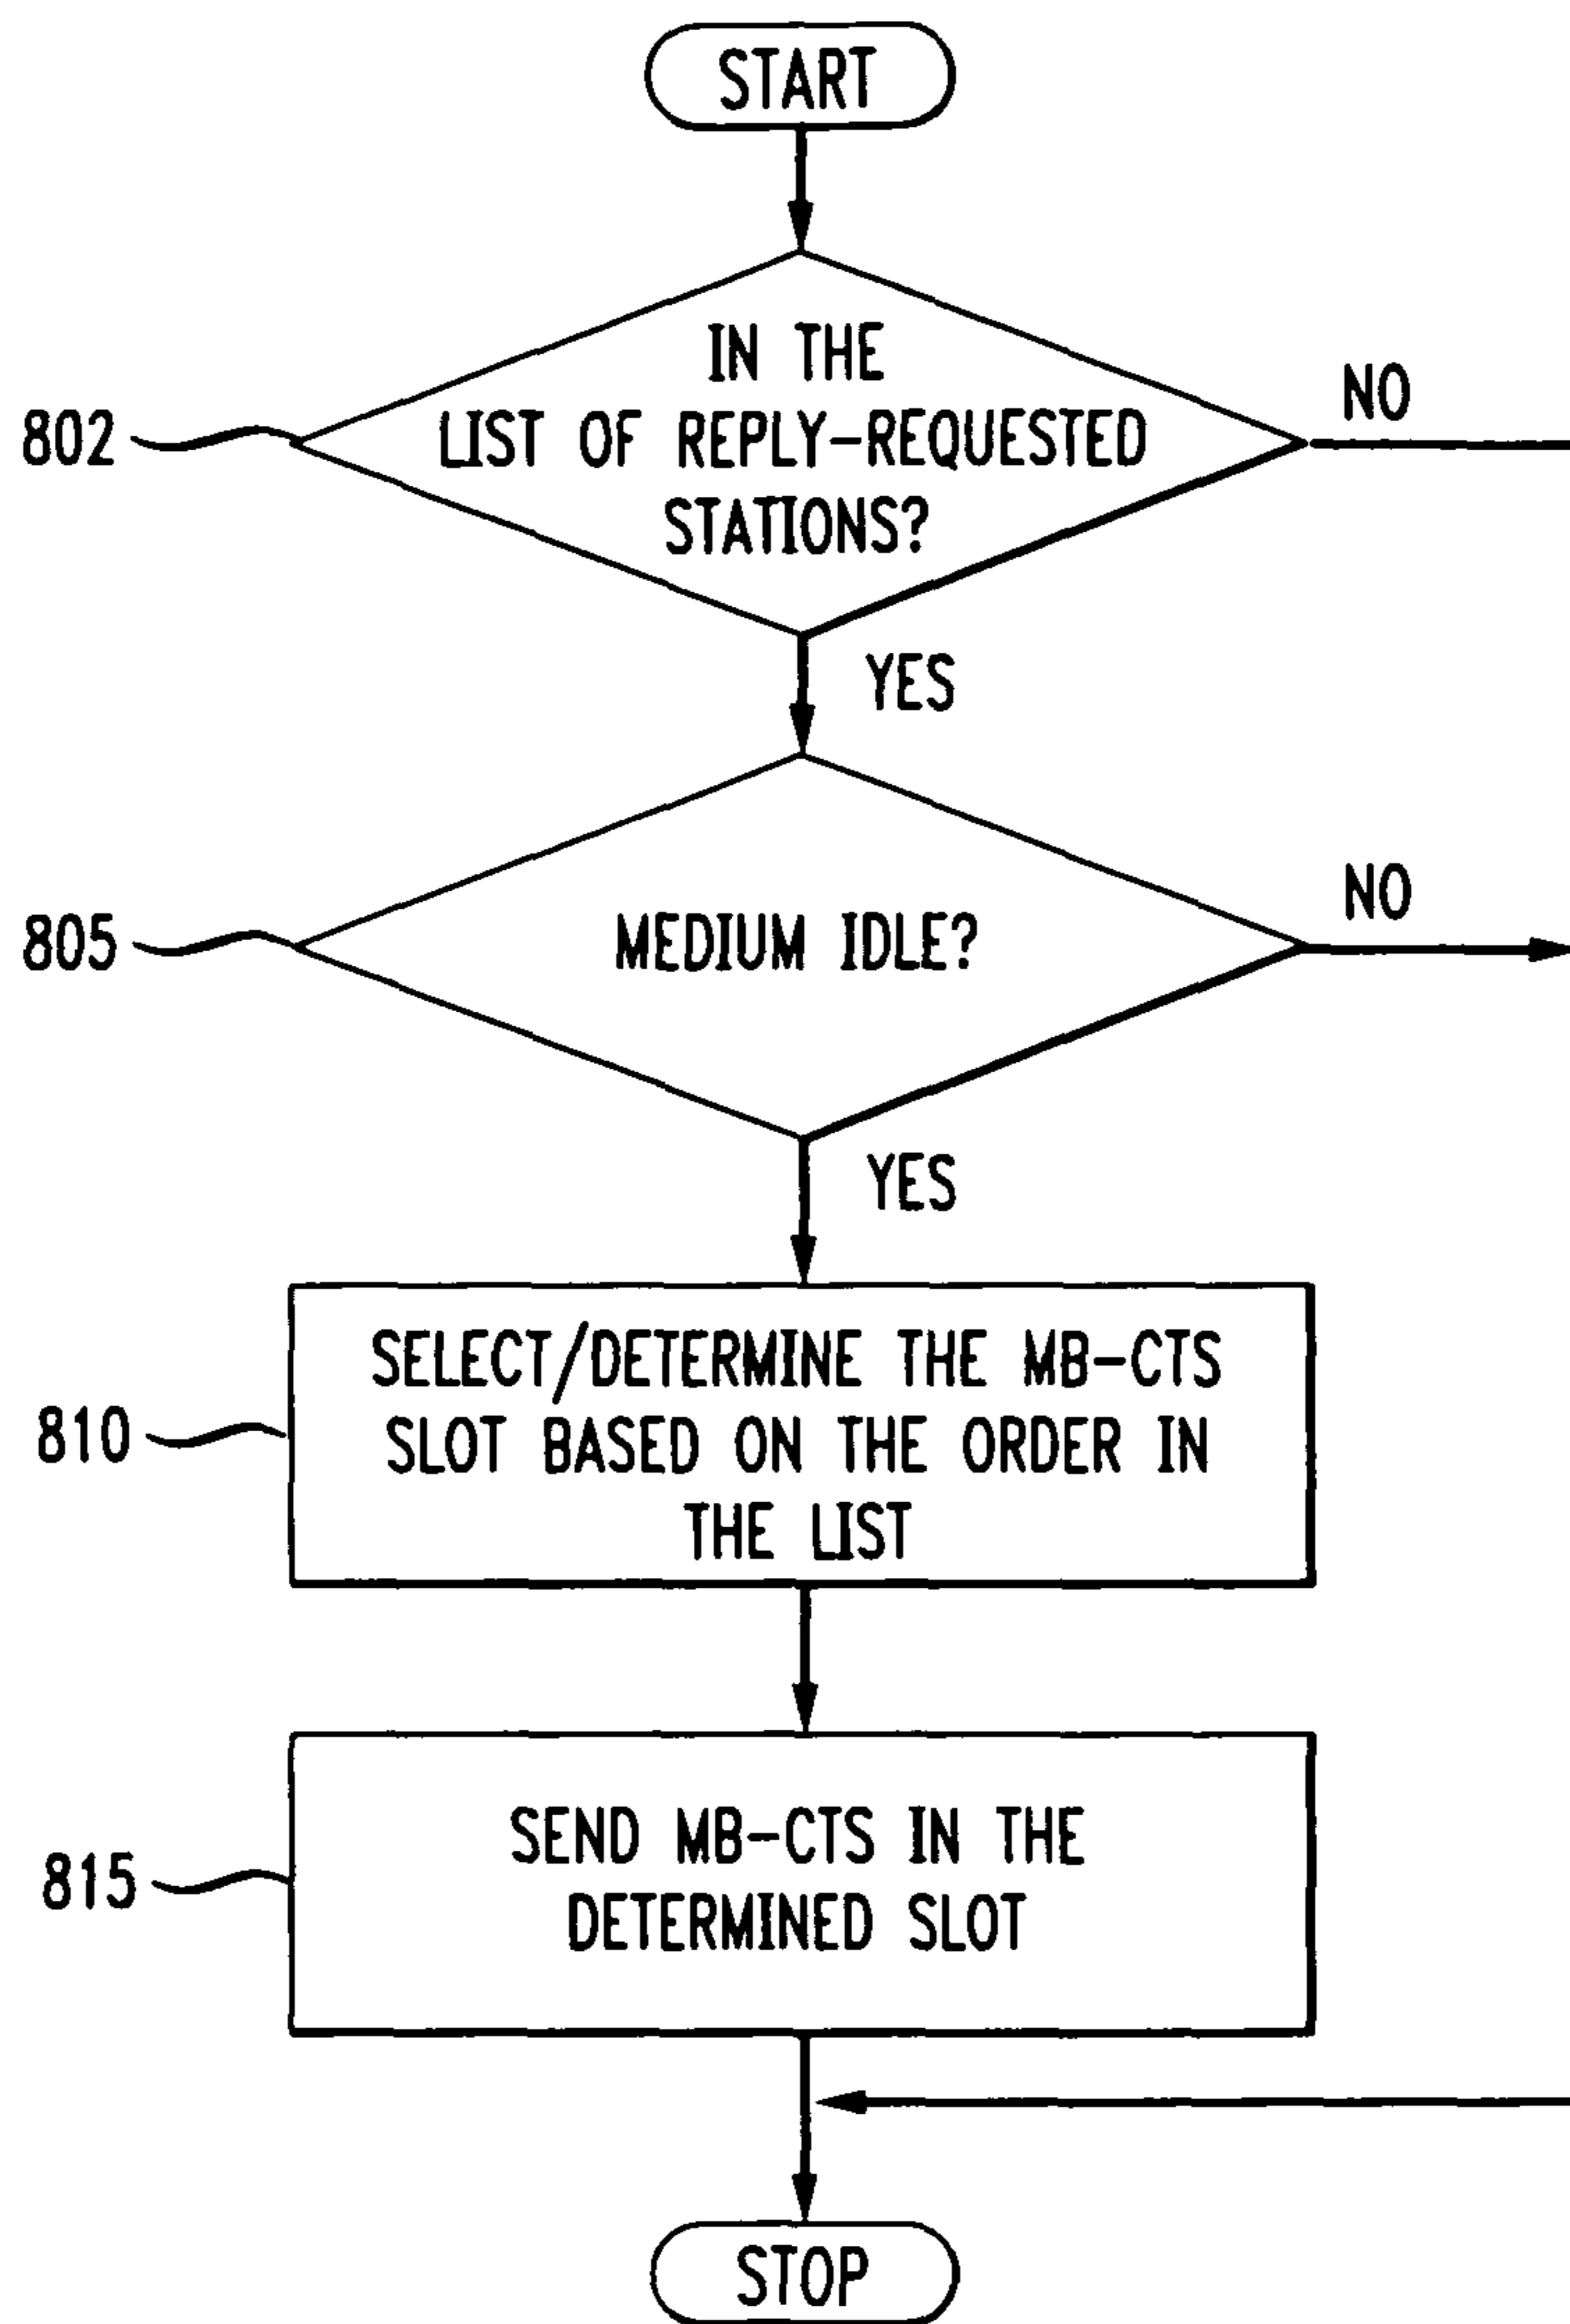 START
IN THE
LIST OF REPLY-REQUESTED
STATIONS?
802
NO
YES
MEDIUM IDLE?
805
NO
YES
SELECT/DETERMINE THE MB-CTS
SLOT BASED ON THE ORDER IN
THE LIST
810
SEND MB-CTS IN THE
DETERMINED SLOT
815
STOP